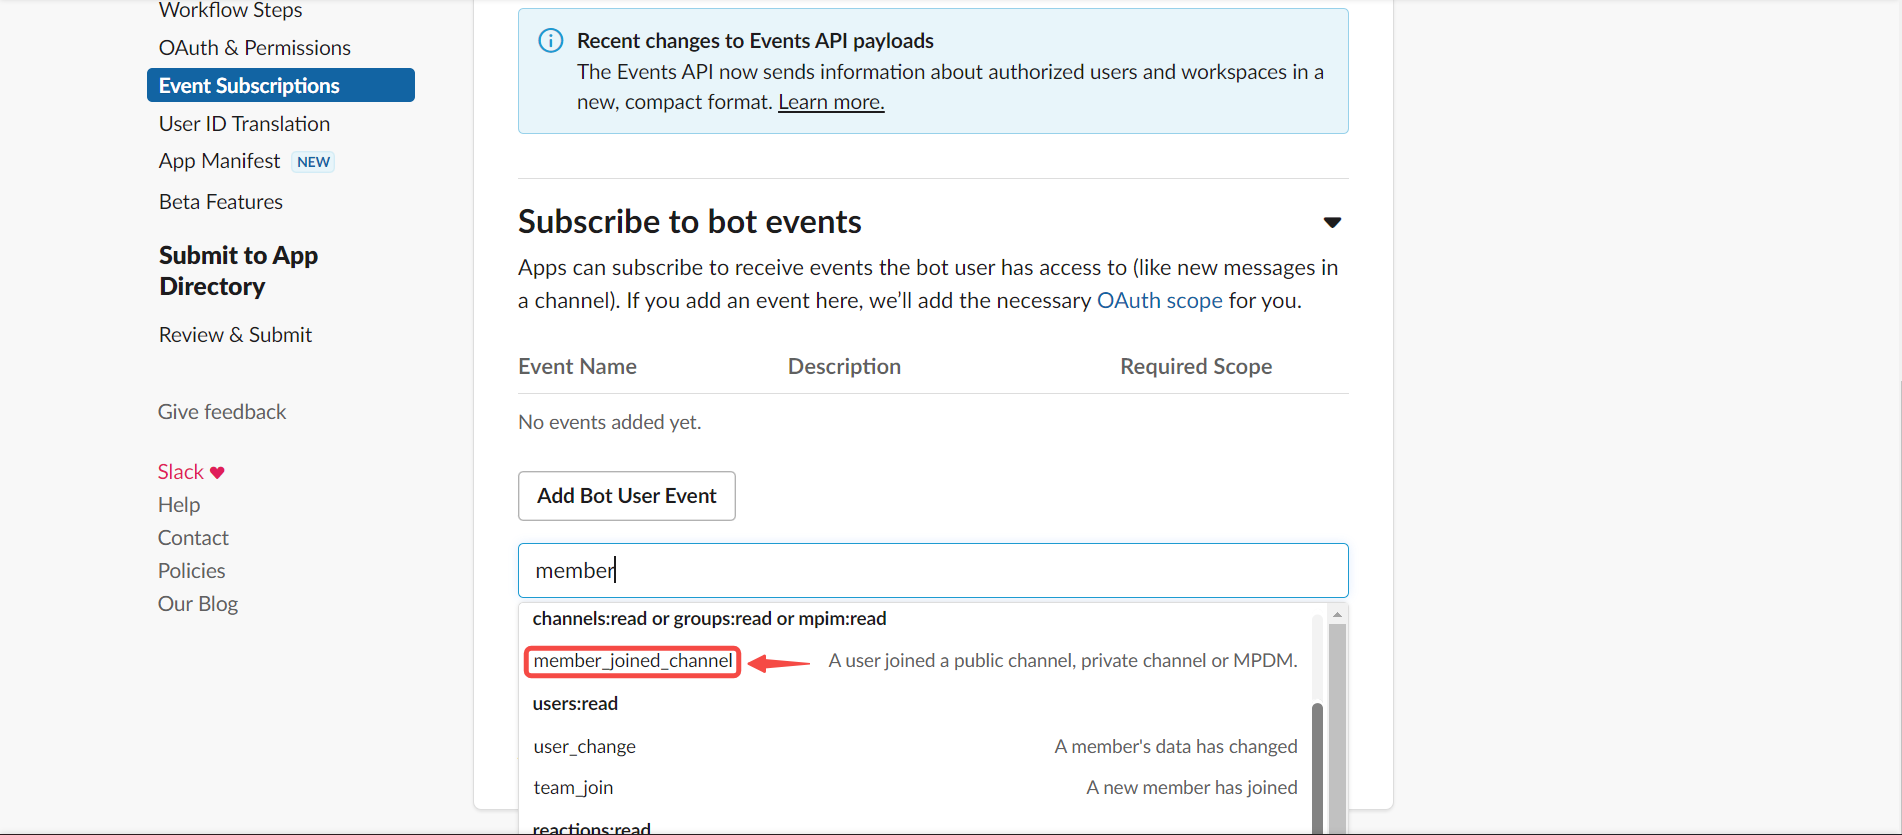 Workflow Steps
OAuth & Permissions
Event Subscriptions
User ID Translation
App Manifest NEW
Beta Features
Submit to App
Directory
Review & Submit
Give feedback
Slack ♥
Help
Contact
Policies
Our Blog
Recent changes to Events API payloads
The Events API now sends information about authorized users and workspaces in a
new, compact format. Learn more.
Subscribe to bot events
Apps can subscribe to receive events the bot user has access to (like new messages in
a channel). If you add an event here, we’ll add the necessary OAuth scope for you.
Event Name Description Required Scope
No events added yet.
Add Bot User Event
member
channels:read or groups:read or mpim:read
member_joined_channel A user joined a public channel, private channel or MPDM.
users:read
user_change A member's data has changed
team_join A new member has joined
reactions:read